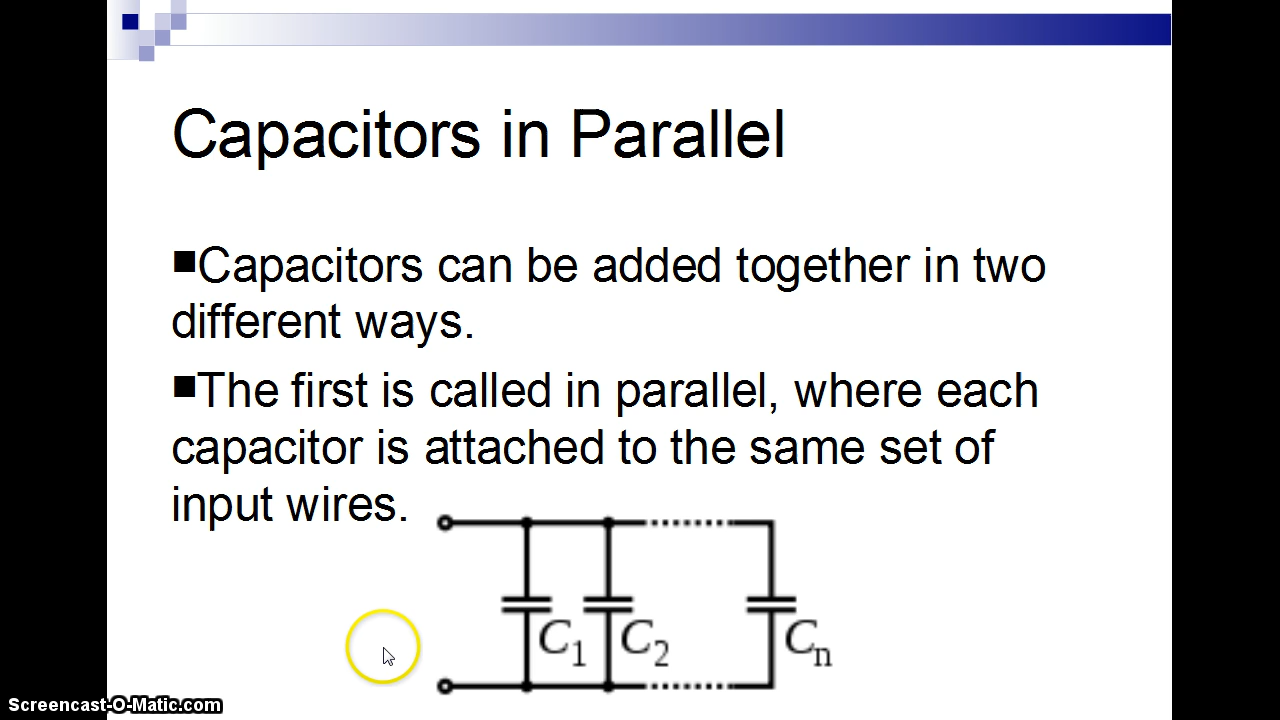 Capacitors in Parallel
■Capacitors can be added together in two
different ways.
■The first is called in parallel, where each
capacitor is attached to the same set of
input wires.
C1 C2 Cn
Screencast-O-Matic.com